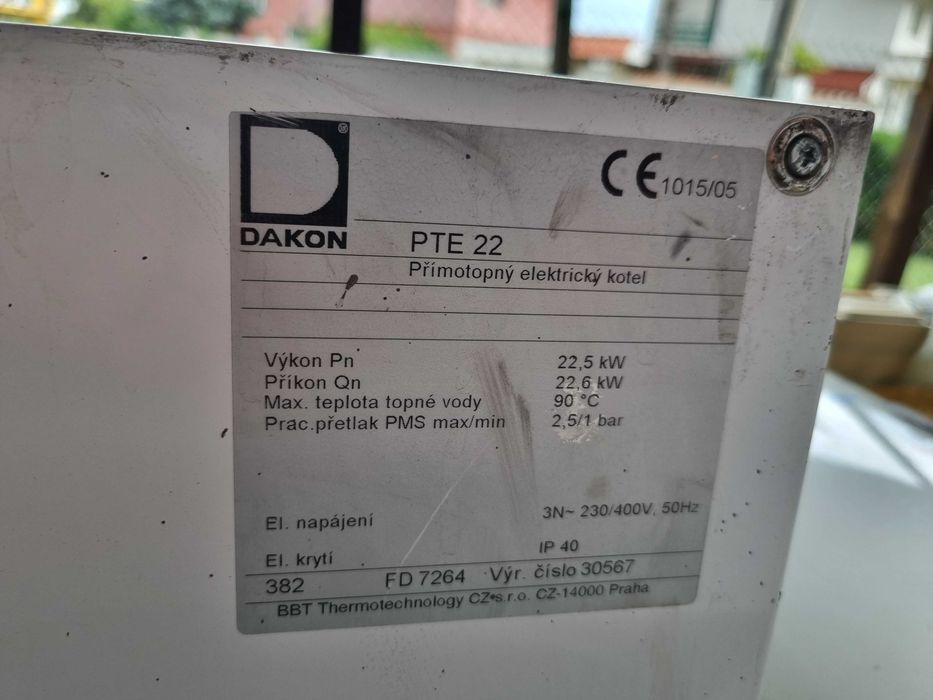 DAKON
CE 1015/05
PTE 22
Přímotopný elektrický kotel
Výkon Pn 22,5 kW
Příkon Qn 22,6 kW
Max. teplota topné vody 90 °C
Prac.přetlak PMS max/min 2,5/1 bar
El. napájení 3N~ 230/400V, 50Hz
El. krytí IP 40
382 FD 7264 Výr. číslo 30567
BBT Thermotechnology CZ s.r.o. CZ-14000 Praha